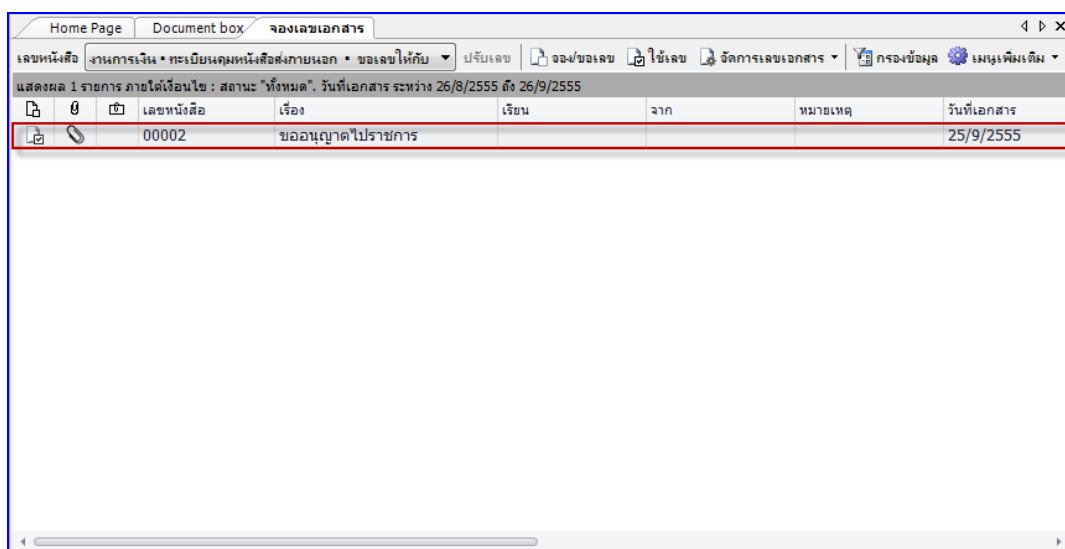 Home Page Document box จองเลขเอกสาร
เลขหนังสือ งานการเงิน • ทะเบียนคุมหนังสือส่งภายนอก • ขอเลขให้กับ ปรับเลข จอง/ขอเลข ใช้เลข จัดการเลขเอกสาร กรองข้อมูล เมนูเพิ่มเติม
แสดงผล 1 รายการ ภายใต้เงื่อนไข : สถานะ "ทั้งหมด". วันที่เอกสาร ระหว่าง 26/8/2555 ถึง 26/9/2555
เลขหนังสือ เรื่อง เรียน จาก หมายเหตุ วันที่เอกสาร
00002 ขออนุญาตไปราชการ 25/9/2555